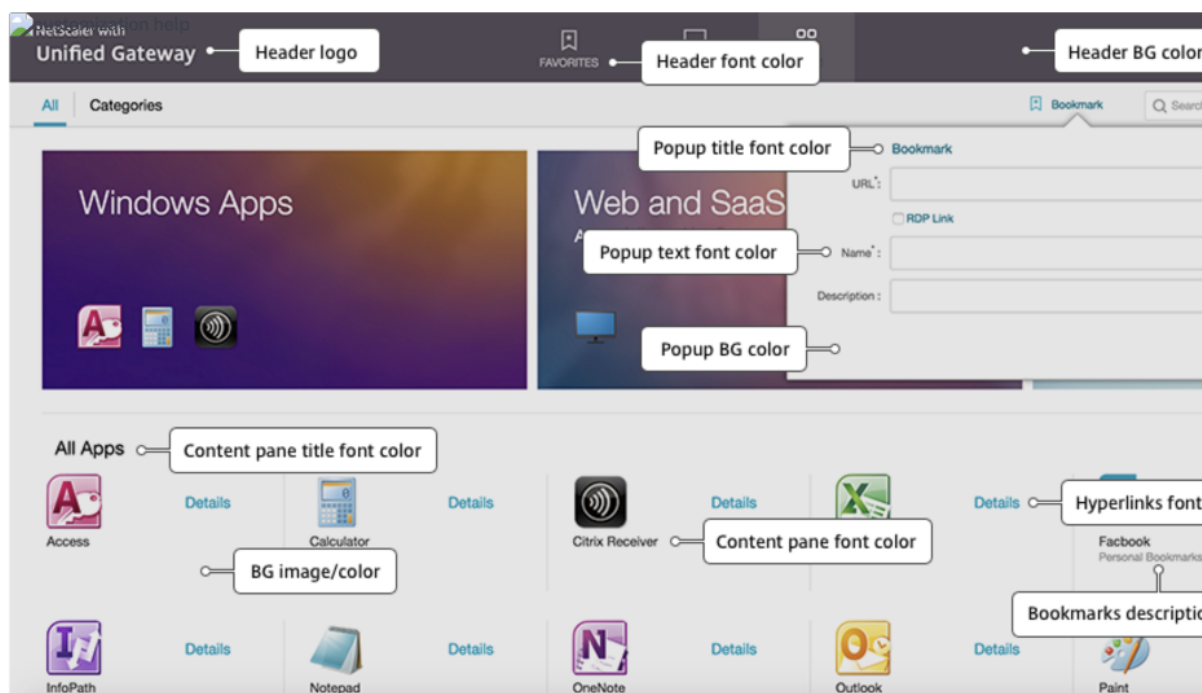 customization help
NetScaler with
Unified Gateway
Header logo
FAVORITES
Header font color
Header BG color
All
Categories
Bookmark
Search
Popup title font color
Bookmark
URL*:
RDP Link
Windows Apps
Web and SaaS
Popup text font color
Name*:
Description :
Popup BG color
All Apps
Content pane title font color
Details
Details
Details
Details
Hyperlinks font
Access
Calculator
Citrix Receiver
Content pane font color
Facbook
Personal Bookmarks
BG image/color
Bookmarks descriptio
Details
Details
Details
Details
InfoPath
Notepad
OneNote
Outlook
Paint